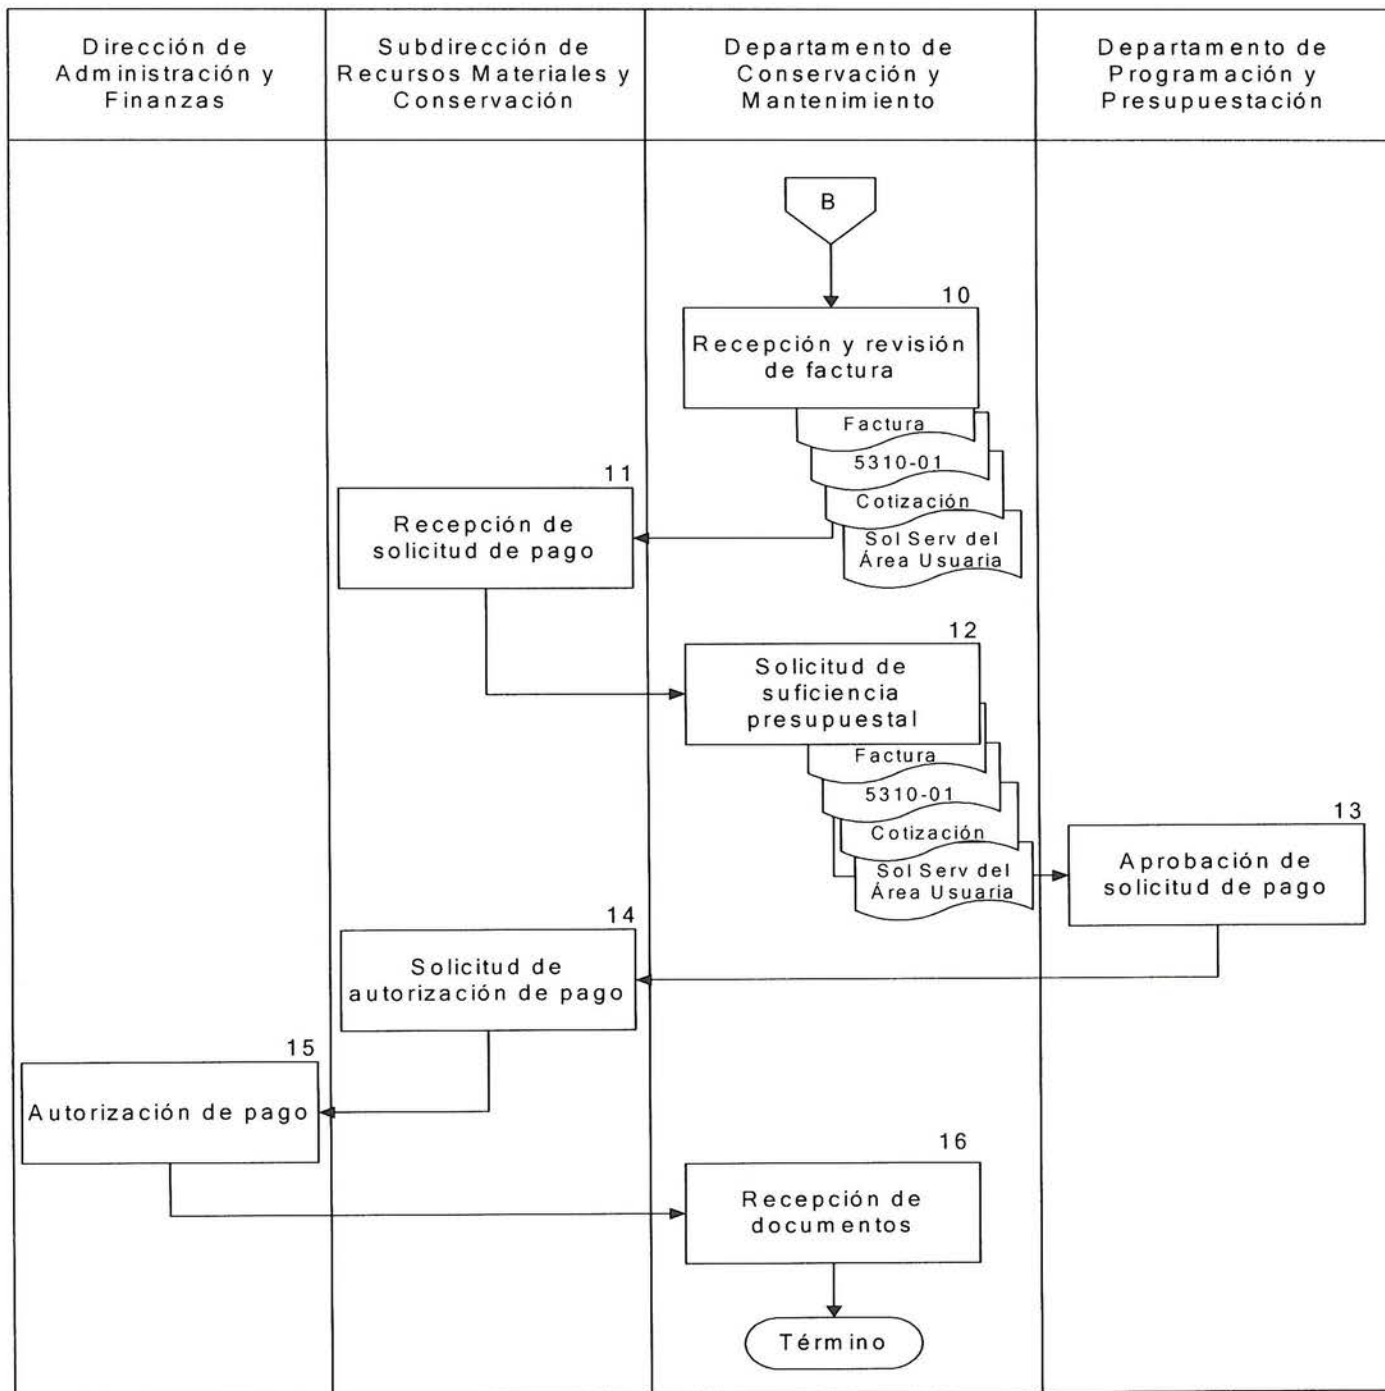 Dirección de
Administración y
Finanzas
Subdirección de
Recursos Materiales y
Conservación
Departamento de
Conservación y
Mantenimiento
Departamento de
Programación y
Presupuestación
B
10
Recepción y revisión
de factura
Factura
5310-01
Cotización
Sol Serv del
Área Usuaria
11
Recepción de
solicitud de pago
12
Solicitud de
suficiencia
presupuestal
Factura
5310-01
Cotización
Sol Serv del
Área Usuaria
13
Aprobación de
solicitud de pago
14
Solicitud de
autorización de pago
15
Autorización de pago
16
Recepción de
documentos
Término